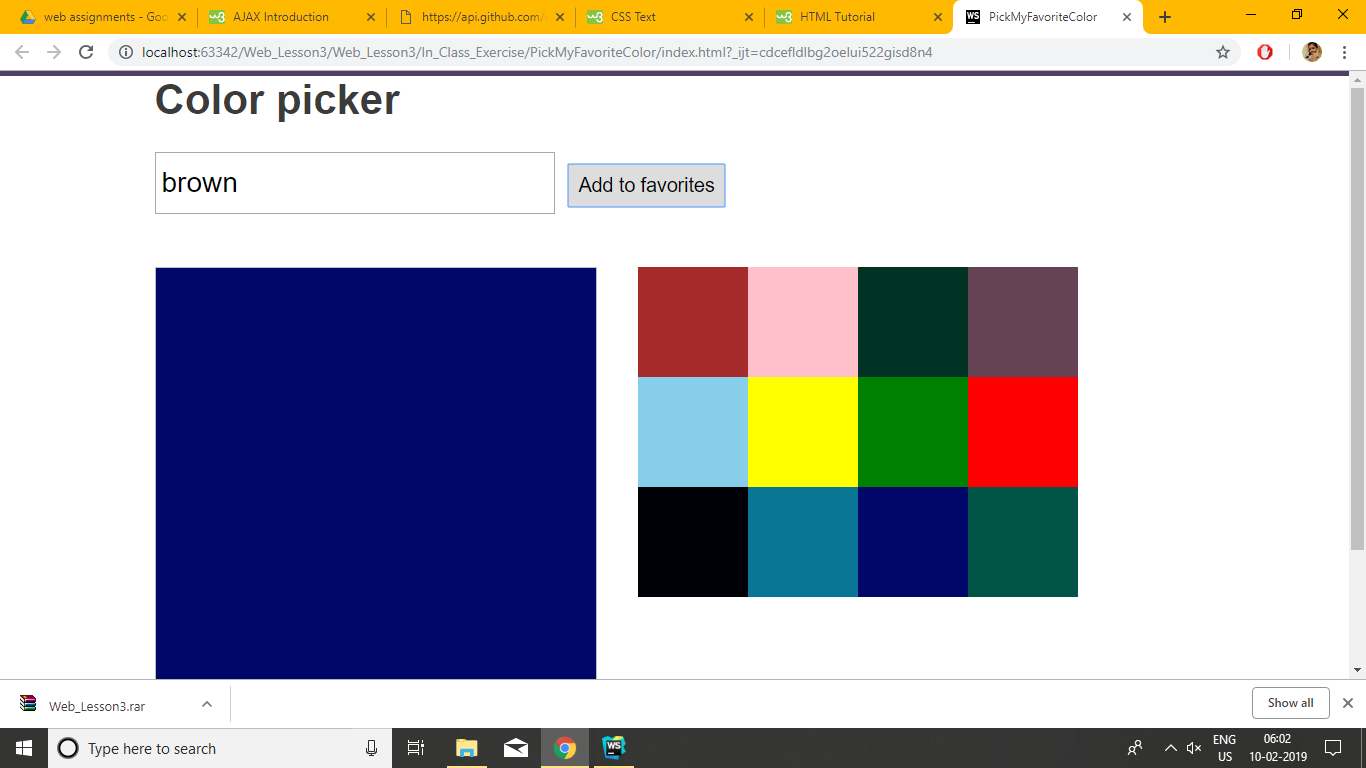 web assignments - Goo
AJAX Introduction
https://api.github.com/
CSS Text
HTML Tutorial
PickMyFavoriteColor
localhost:63342/Web_Lesson3/Web_Lesson3/In_Class_Exercise/PickMyFavoriteColor/index.html?_ijt=cdcefldlbg2oelui522gisd8n4
Color picker
brown
Add to favorites
Web_Lesson3.rar
Show all
Type here to search
ENG
US
06:02
10-02-2019